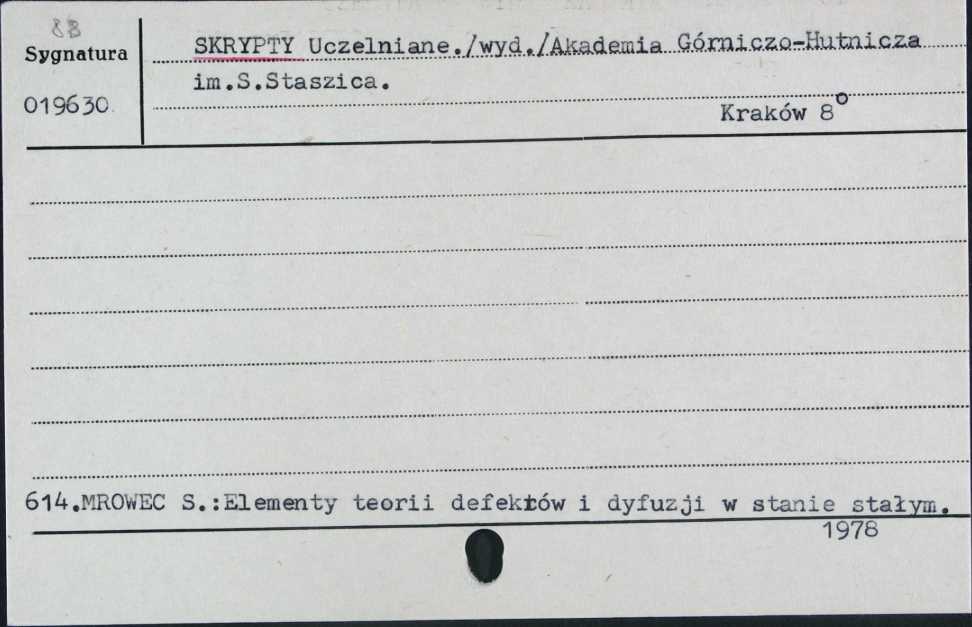 88
Sygnatura
019630.
SKRYPTY Uczelniane./wyd./Akademia Górniczo-Hutnicza
im.S.Staszica.
Kraków 8°
614.MROWEC S.:Elementy teorii defektów i dyfuzji w stanie stałym.
1978